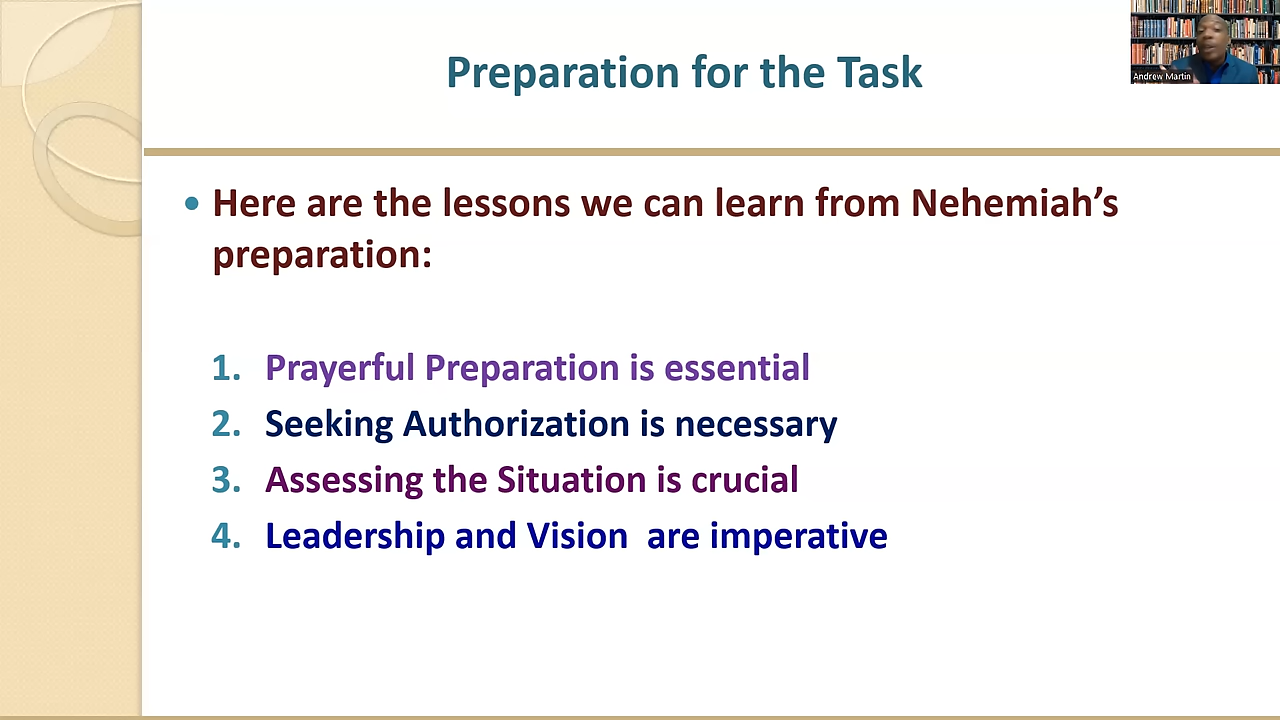 Preparation for the Task
Andrew Martin
• Here are the lessons we can learn from Nehemiah’s
preparation:
1. Prayerful Preparation is essential
2. Seeking Authorization is necessary
3. Assessing the Situation is crucial
4. Leadership and Vision  are imperative